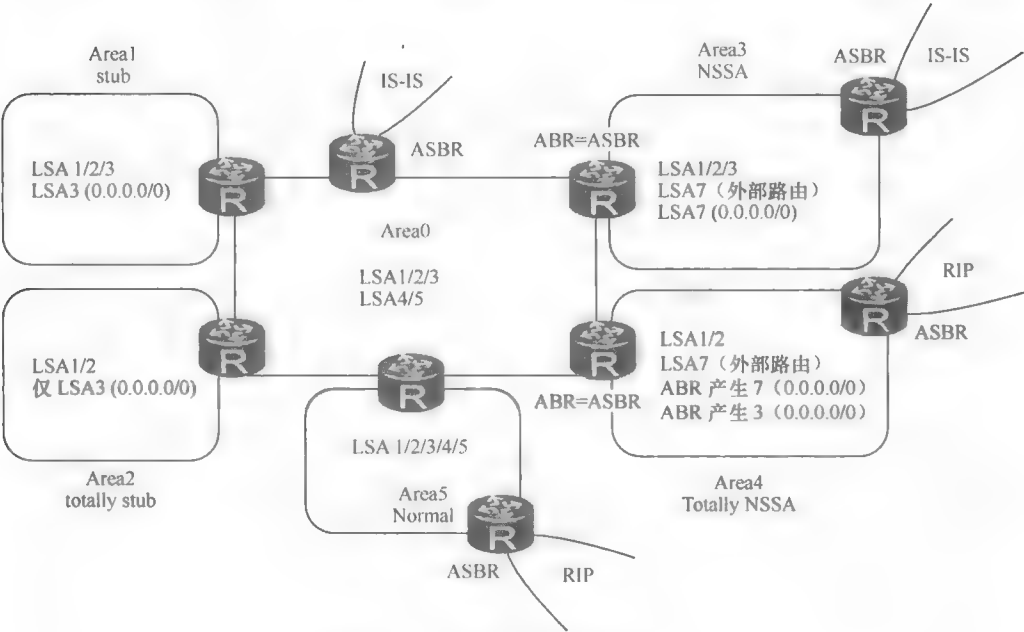 Area1
stub
LSA 1/2/3
LSA3 (0.0.0.0/0)
R
IS-IS
ASBR
R
Area0
LSA1/2/3
LSA4/5
Area3
NSSA
ASBR
IS-IS
R
ABR=ASBR
R
LSA1/2/3
LSA7（外部路由）
LSA7 (0.0.0.0/0)
LSA1/2
仅 LSA3 (0.0.0.0/0)
R
Area2
totally stub
R
LSA 1/2/3/4/5
Area5
Normal
R
ASBR
RIP
R
ABR=ASBR
RIP
R
ASBR
LSA1/2
LSA7（外部路由）
ABR 产生 7（0.0.0.0/0）
ABR 产生 3（0.0.0.0/0）
Area4
Totally NSSA